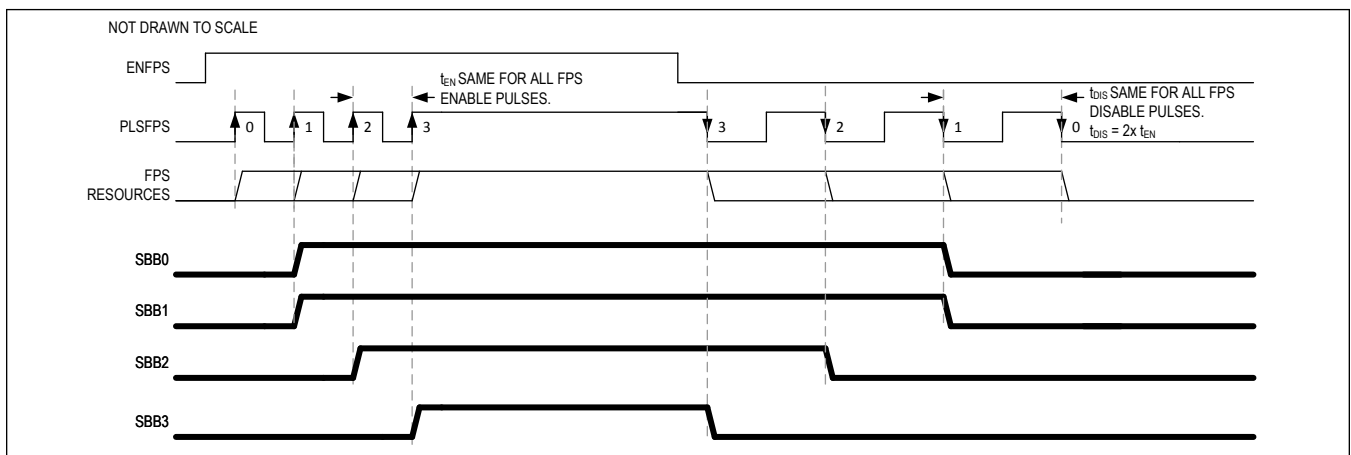 NOT DRAWN TO SCALE
ENFPS
tEN SAME FOR ALL FPS
ENABLE PULSES.
tDIS SAME FOR ALL FPS
DISABLE PULSES.
tDIS = 2x tEN
PLSFPS
0 1 2 3 3 2 1 0
FPS
RESOURCES
SBB0
SBB1
SBB2
SBB3